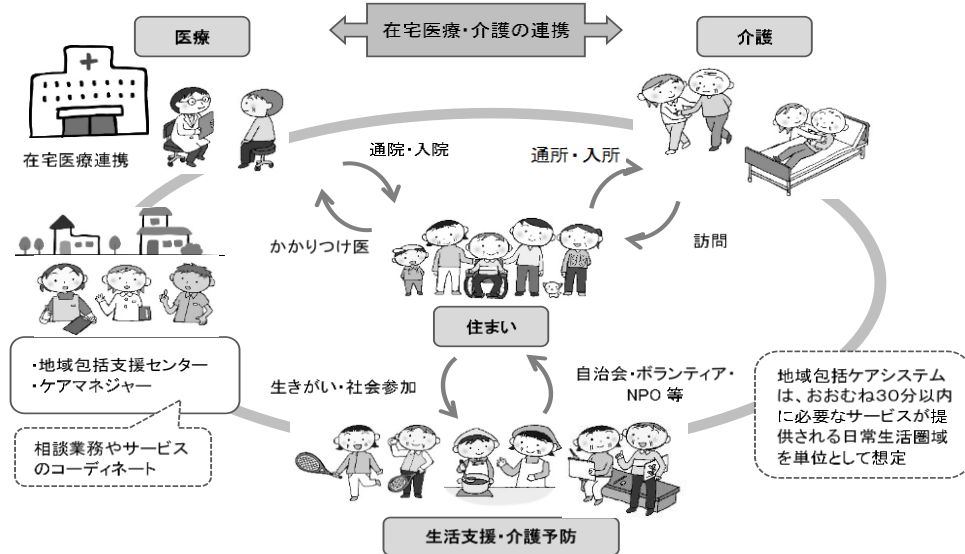 医療
在宅医療・介護の連携
介護
在宅医療連携
通院・入院
通所・入所
かかりつけ医
訪問
住まい
・地域包括支援センター
・ケアマネジャー
生きがい・社会参加
自治会・ボランティア・
NPO 等
地域包括ケアシステム
は、おおむね30分以内
に必要なサービスが提
供される日常生活圏域
を単位として想定
相談業務やサービス
のコーディネート
生活支援・介護予防